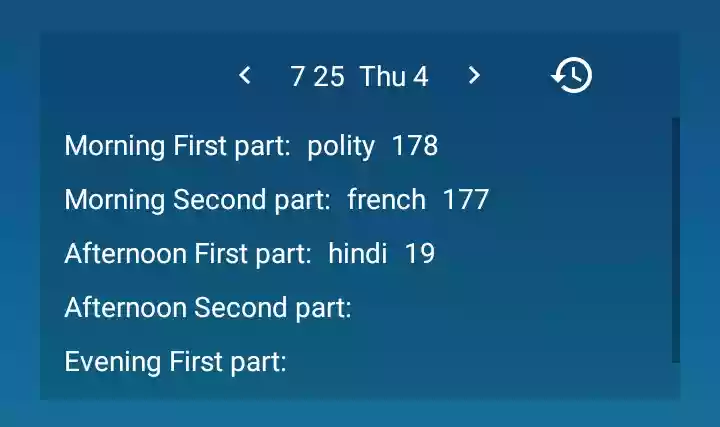 7 25 Thu 4
Morning First part: polity 178
Morning Second part: french 177
Afternoon First part: hindi 19
Afternoon Second part:
Evening First part: